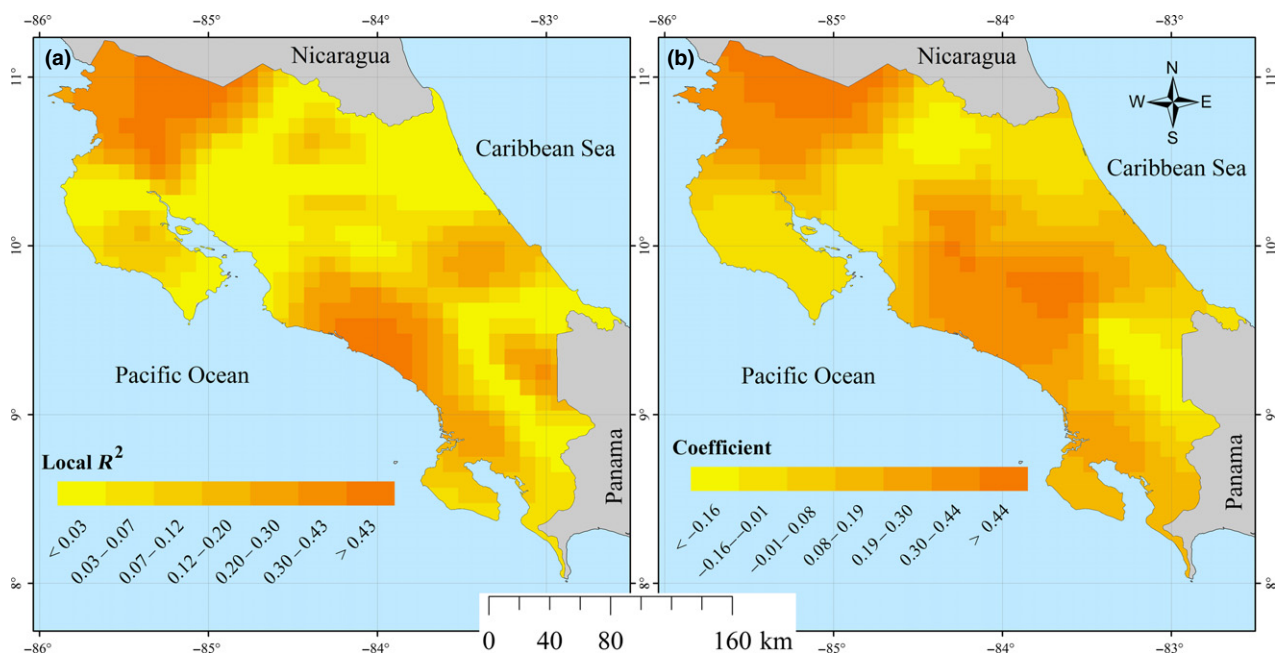 −86° −85° −84° −83°
−86° −85° −84° −83°
(a)
Nicaragua
Caribbean Sea
Pacific Ocean
Panama
Local R²
< 0.03
0.03–0.07
0.07–0.12
0.12–0.20
0.20–0.30
0.30–0.43
> 0.43
11°
10°
9°
8°
−86° −85° −84° −83°
(b)
Nicaragua
N
W E
S
Caribbean Sea
Pacific Ocean
Panama
Coefficient
< −0.16
−0.16–−0.01
−0.01–0.08
0.08–0.19
0.19–0.30
0.30–0.44
> 0.44
11°
10°
9°
8°
−85° −84° −83°
0 40 80 160 km